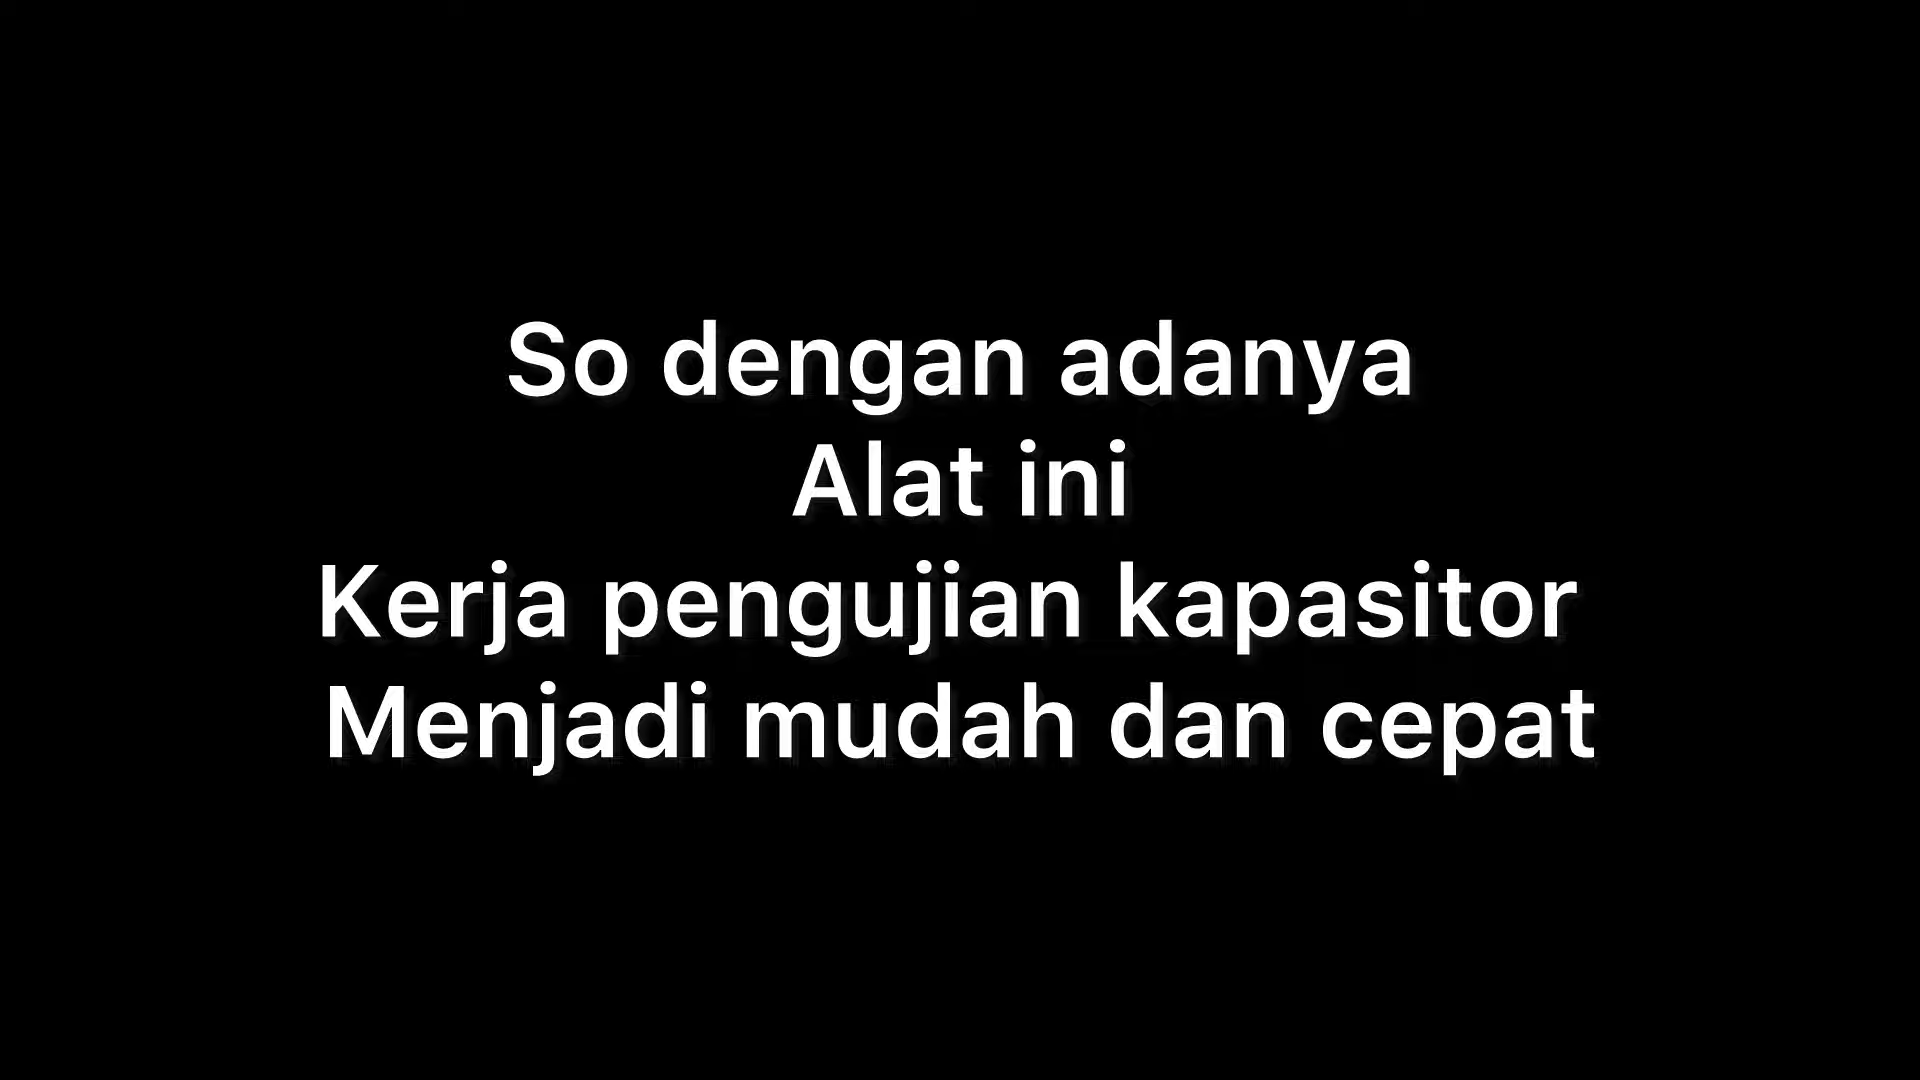 So dengan adanya
Alat ini
Kerja pengujian kapasitor
Menjadi mudah dan cepat